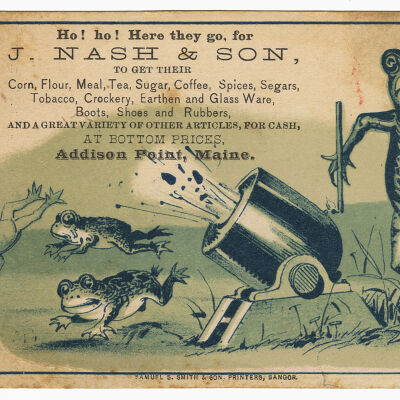 Ho! ho! Here they go, for
J. NASH & SON,
TO GET THEIR
Corn, Flour, Meal, Tea, Sugar, Coffee, Spices, Segars,
Tobacco, Crockery, Earthen and Glass Ware,
Boots, Shoes and Rubbers,
AND A GREAT VARIETY OF OTHER ARTICLES, FOR CASH,
AT BOTTOM PRICES,
Addison Point, Maine.
SAMUEL S. SMITH & SON, PRINTERS, BANGOR.